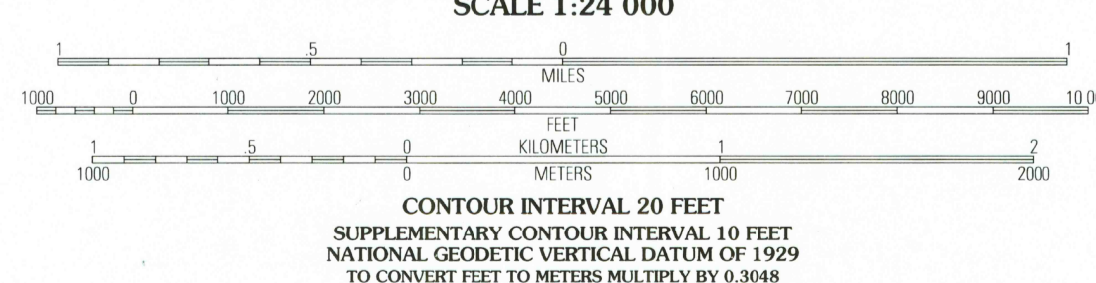 SCALE 1:24 000
1 .5 0 1
MILES
1000 0 1000 2000 3000 4000 5000 6000 7000 8000 9000 10 00
FEET
1 .5 0 KILOMETERS 1 2
1000 0 METERS 1000 2000
CONTOUR INTERVAL 20 FEET
SUPPLEMENTARY CONTOUR INTERVAL 10 FEET
NATIONAL GEODETIC VERTICAL DATUM OF 1929
TO CONVERT FEET TO METERS MULTIPLY BY 0.3048